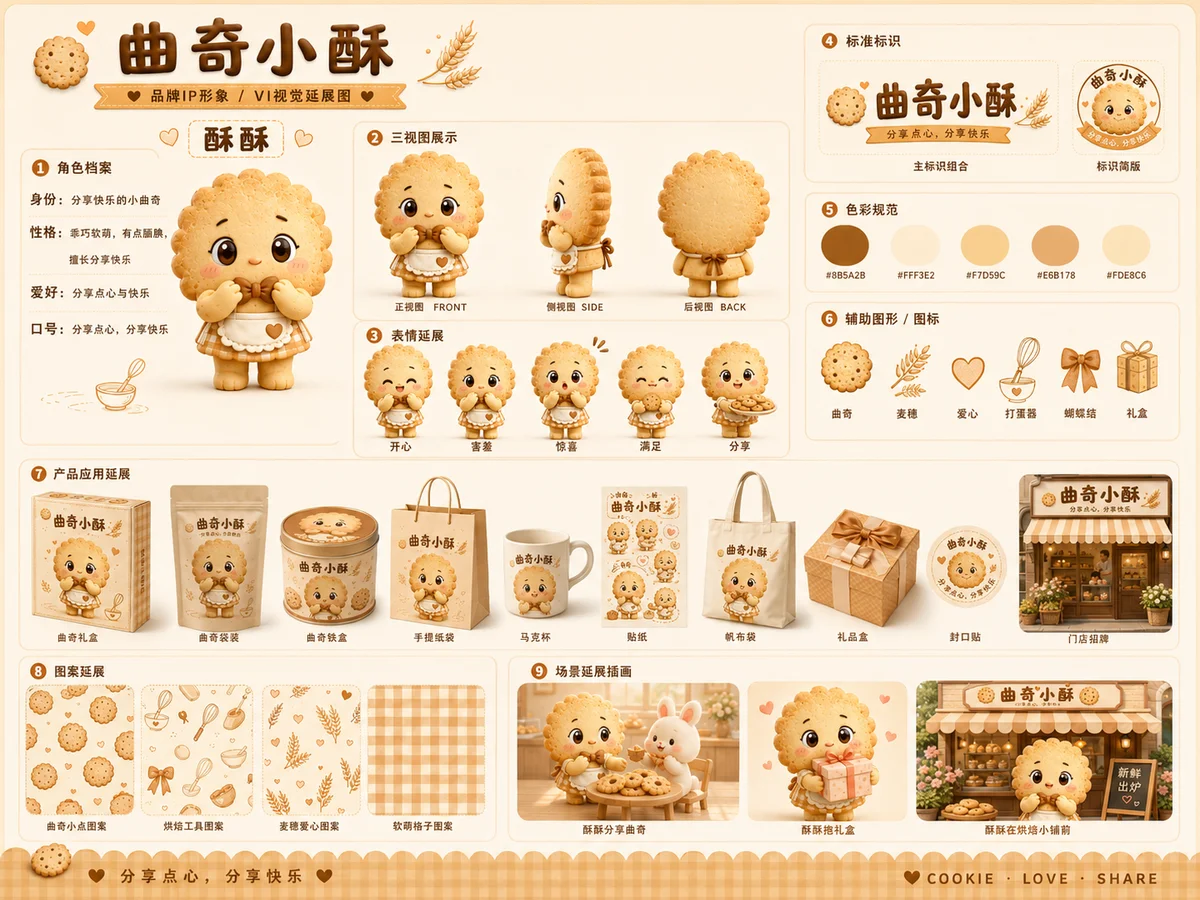 曲奇小酥
品牌IP形象 / VI视觉延展图
酥酥
1 角色档案
身份：分享快乐的小曲奇
性格：乖巧软萌，有点腼腆，
擅长分享快乐
爱好：分享点心与快乐
口号：分享点心，分享快乐
2 三视图展示
正视图 FRONT
侧视图 SIDE
后视图 BACK
3 表情延展
开心
害羞
惊喜
满足
分享
4 标准标识
曲奇小酥
分享点心，分享快乐
主标识组合
曲奇小酥
分享点心，分享快乐
标识简版
5 色彩规范
#8B5A2B
#FFF3E2
#F7D59C
#E6B178
#FDE8C6
6 辅助图形 / 图标
曲奇
麦穗
爱心
打蛋器
蝴蝶结
礼盒
7 产品应用延展
曲奇小酥
曲奇礼盒
曲奇小酥
曲奇袋装
曲奇小酥
曲奇铁盒
曲奇小酥
手提纸袋
曲奇小酥
马克杯
贴纸
曲奇小酥
帆布袋
礼品盒
曲奇小酥
分享点心，分享快乐
封口贴
曲奇小酥
分享点心，分享快乐
门店招牌
8 图案延展
曲奇小点图案
烘焙工具图案
麦穗爱心图案
软萌格子图案
9 场景延展插画
酥酥分享曲奇
酥酥抱礼盒
曲奇小酥
新鲜
出炉
酥酥在烘焙小铺前
分享点心，分享快乐
COOKIE · LOVE · SHARE